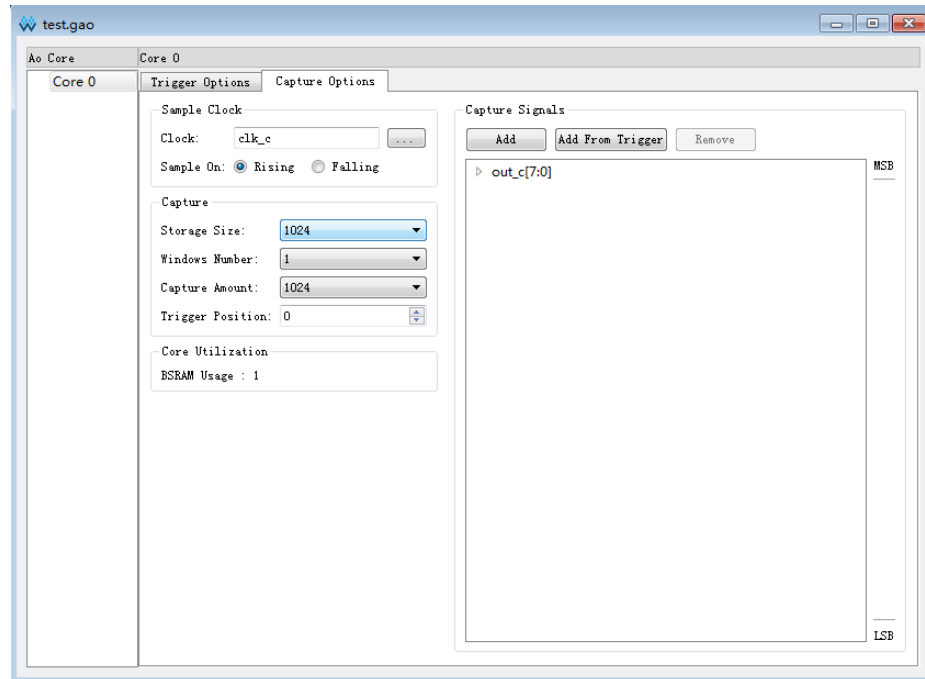 test.gao
Ao Core
Core 0
Core 0
Trigger Options
Capture Options
Sample Clock
Clock:
clk_c
...
Sample On:
Rising
Falling
Capture
Storage Size:
1024
Windows Number:
1
Capture Amount:
1024
Trigger Position:
0
Core Utilization
BSRAM Usage : 1
Capture Signals
Add
Add From Trigger
Remove
out_c[7:0]
MSB
LSB